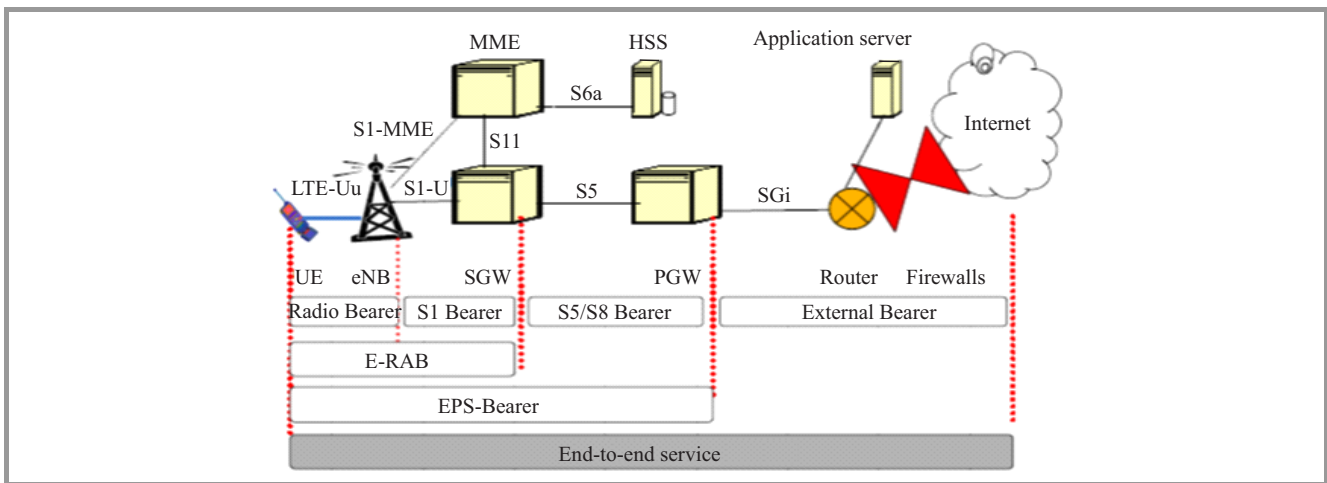 MME
HSS
Application server
S6a
Internet
S1-MME
S11
LTE-Uu
S1-U
S5
SGi
UE
eNB
SGW
PGW
Router
Firewalls
Radio Bearer
S1 Bearer
S5/S8 Bearer
External Bearer
E-RAB
EPS-Bearer
End-to-end service